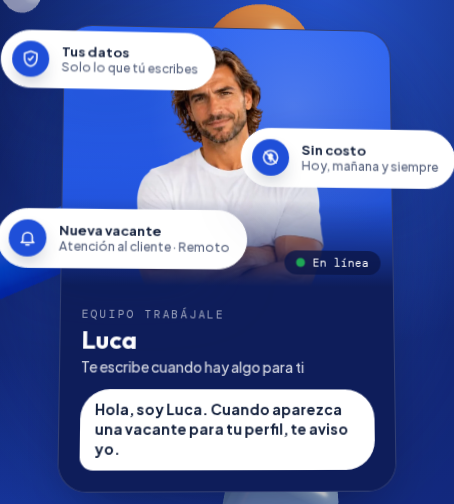 Tus datos
Solo lo que tú escribes
Sin costo
Hoy, mañana y siempre
Nueva vacante
Atención al cliente · Remoto
En línea
EQUIPO TRABÁJALE
Luca
Te escribe cuando hay algo para ti
Hola, soy Luca. Cuando aparezca
una vacante para tu perfil, te aviso
yo.